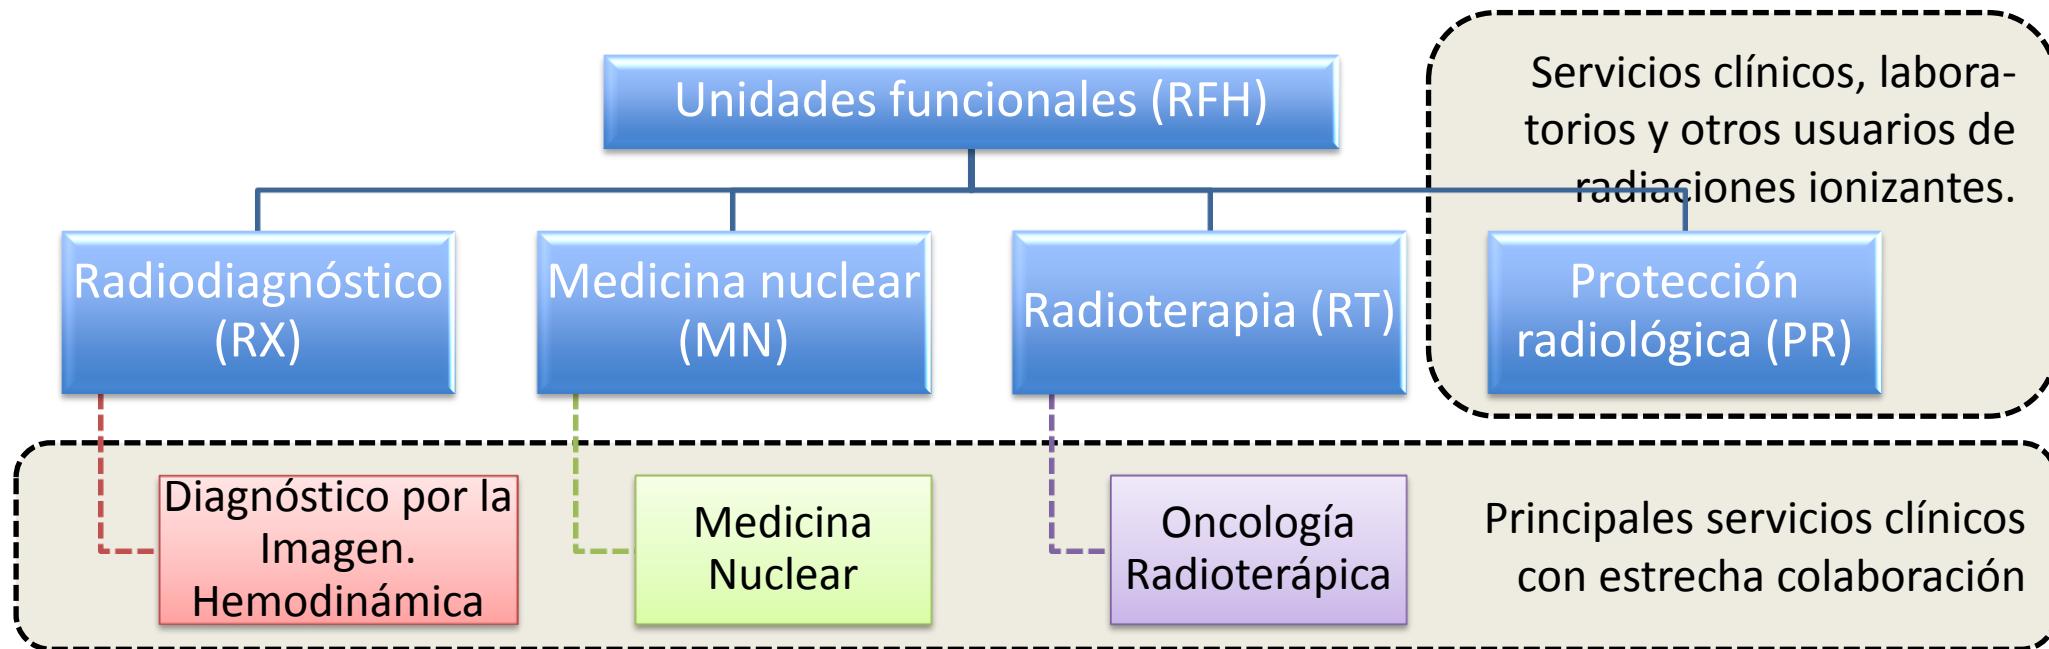 Unidades funcionales (RFH)
Servicios clínicos, labora-
torios y otros usuarios de
radiaciones ionizantes.
Radiodiagnóstico
(RX)
Medicina nuclear
(MN)
Radioterapia (RT)
Protección
radiológica (PR)
Diagnóstico por la
Imagen.
Hemodinámica
Medicina
Nuclear
Oncología
Radioterápica
Principales servicios clínicos
con estrecha colaboración